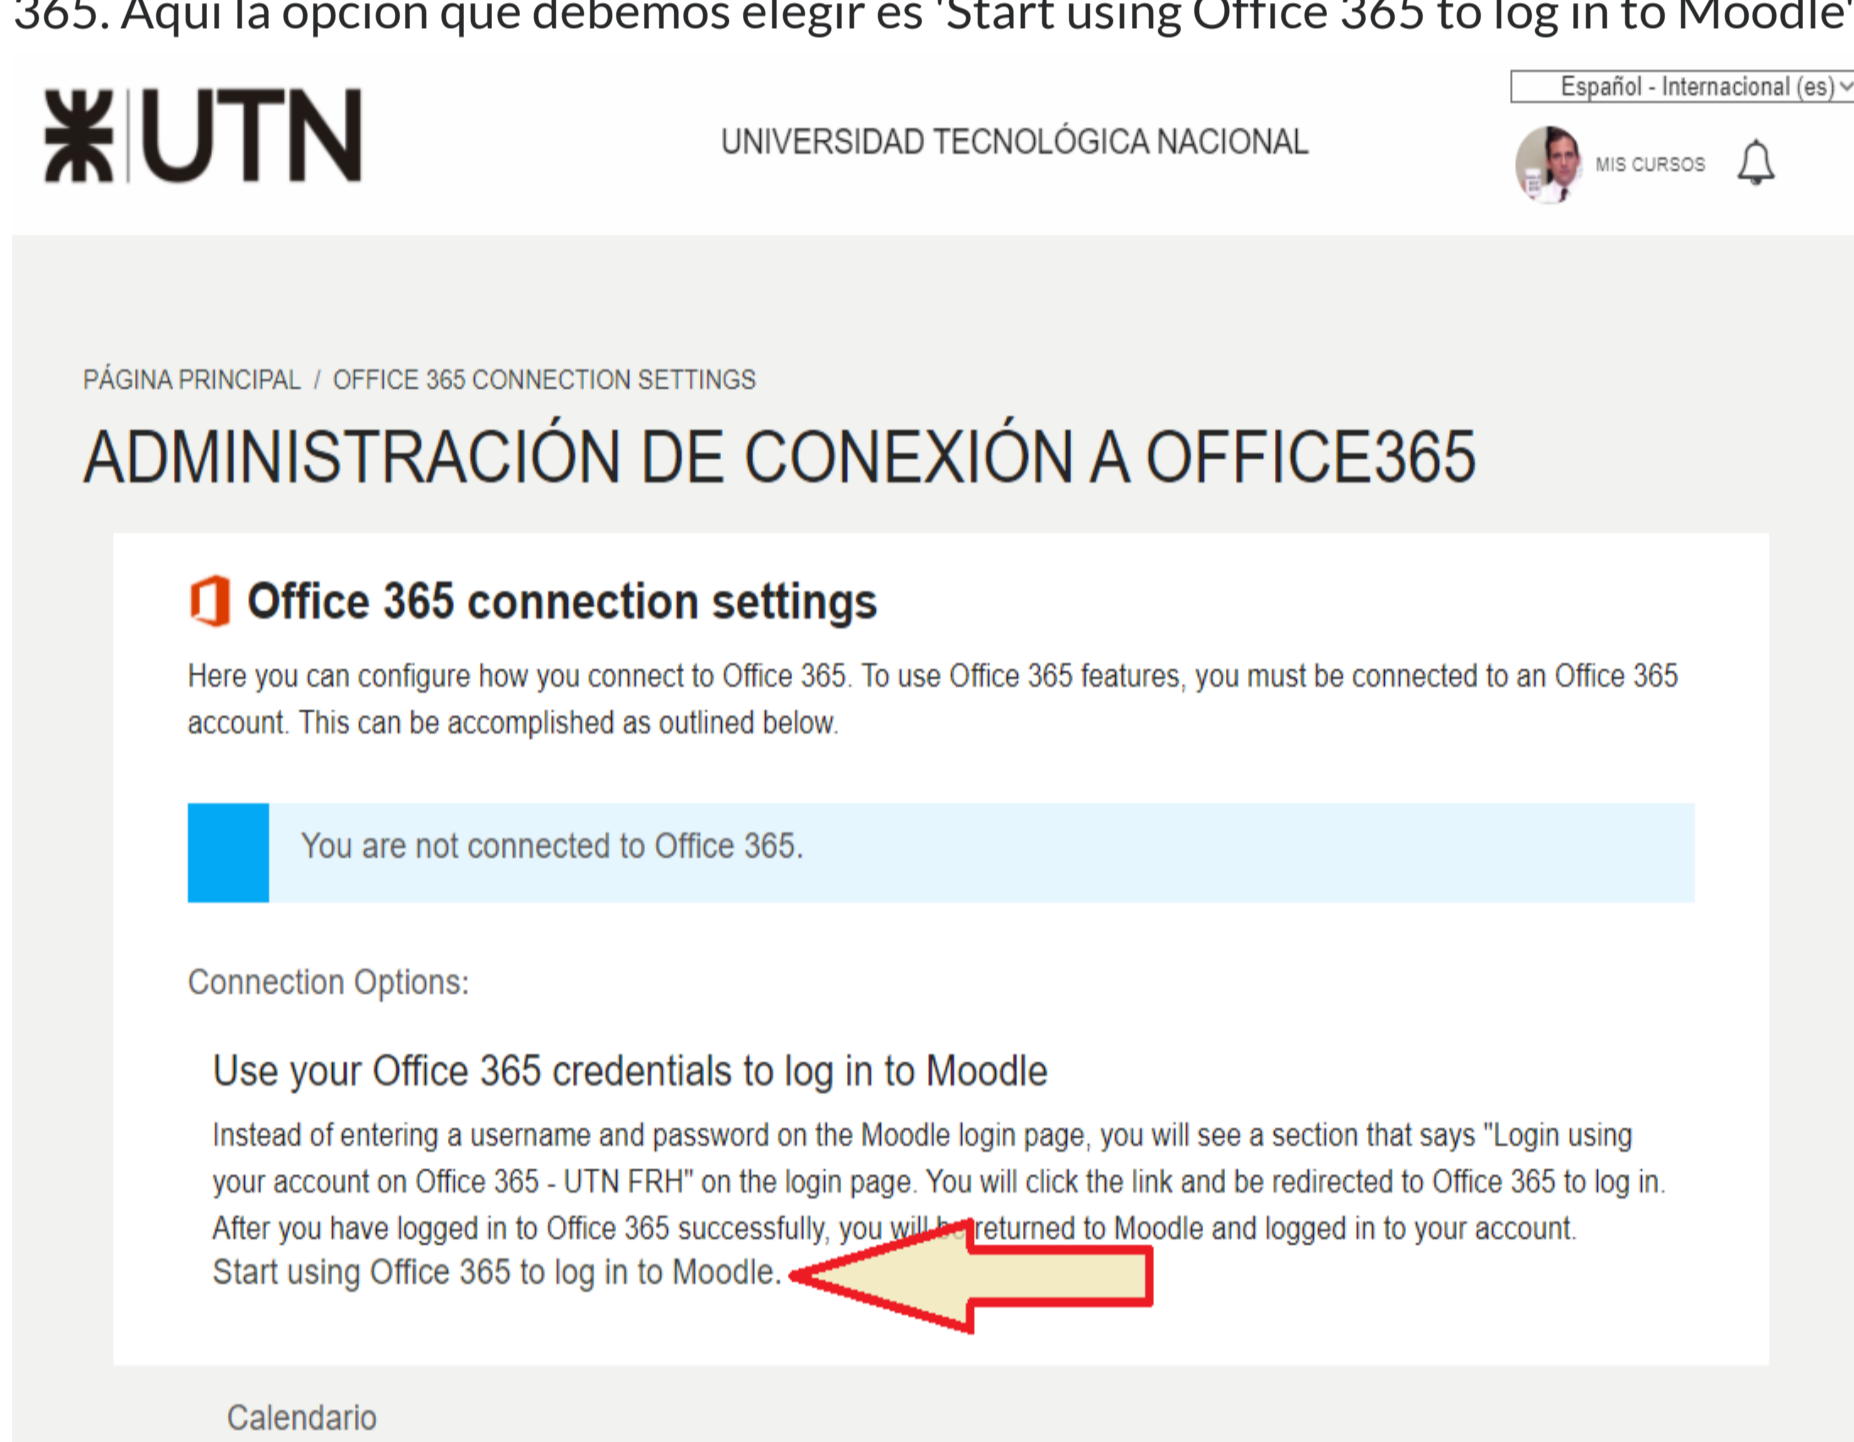 365. Aquí la opción que debemos elegir es 'Start using Office 365 to log in to Moodle'
UTN
UNIVERSIDAD TECNOLÓGICA NACIONAL
Español - Internacional (es)
MIS CURSOS
PÁGINA PRINCIPAL / OFFICE 365 CONNECTION SETTINGS
ADMINISTRACIÓN DE CONEXIÓN A OFFICE365
Office 365 connection settings
Here you can configure how you connect to Office 365. To use Office 365 features, you must be connected to an Office 365
account. This can be accomplished as outlined below.
You are not connected to Office 365.
Connection Options:
Use your Office 365 credentials to log in to Moodle
Instead of entering a username and password on the Moodle login page, you will see a section that says "Login using
your account on Office 365 - UTN FRH" on the login page. You will click the link and be redirected to Office 365 to log in.
After you have logged in to Office 365 successfully, you will be returned to Moodle and logged in to your account.
Start using Office 365 to log in to Moodle.
Calendario